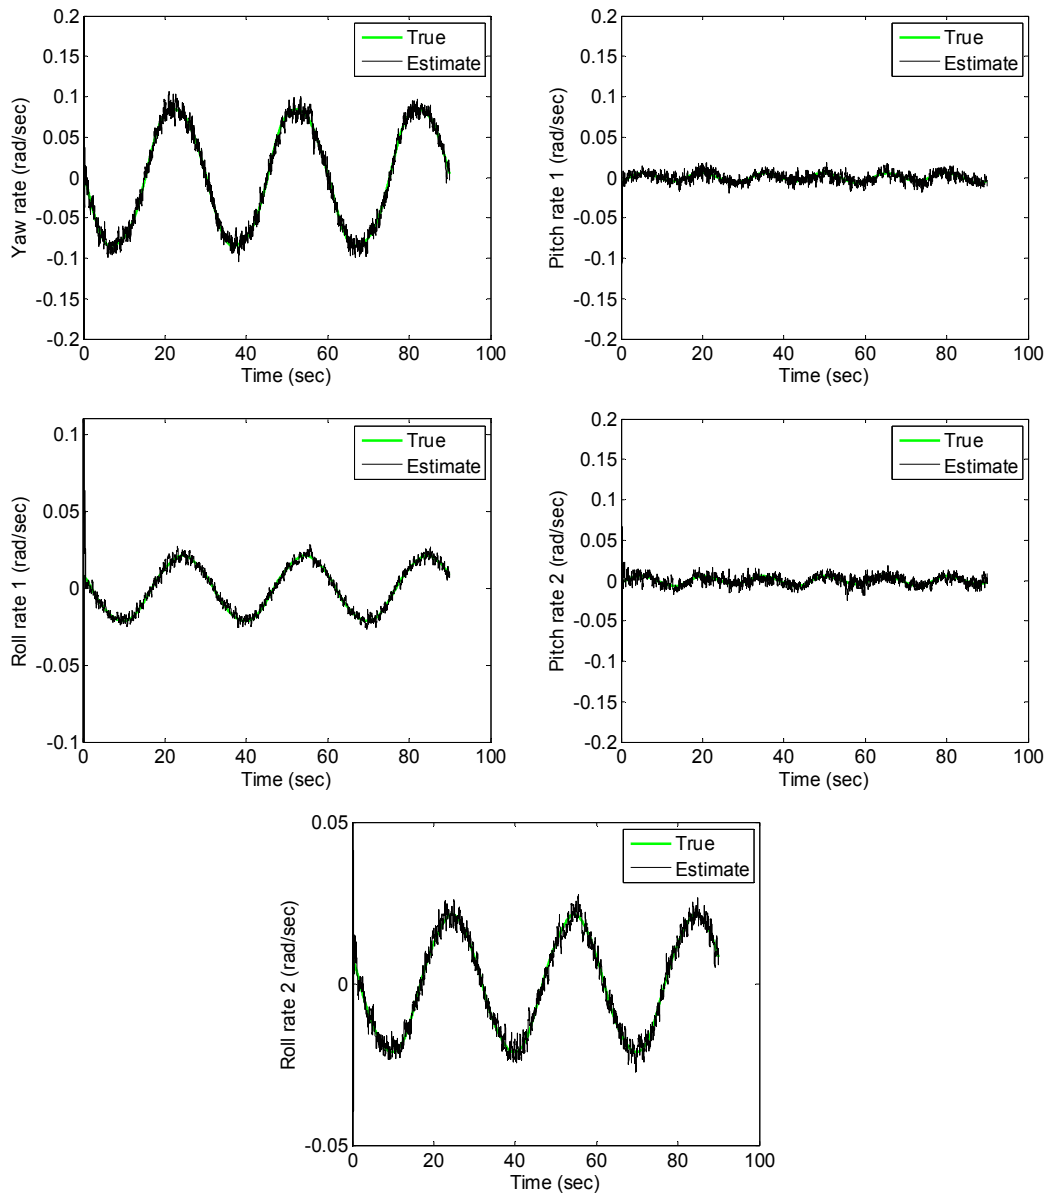 0.2
0.15
0.1
0.05
0
-0.05
-0.1
-0.15
-0.2
Yaw rate (rad/sec)
True
Estimate
0 20 40 60 80 100
Time (sec)
0.2
0.15
0.1
0.05
0
-0.05
-0.1
-0.15
-0.2
Pitch rate 1 (rad/sec)
True
Estimate
0 20 40 60 80 100
Time (sec)
0.1
0.05
0
-0.05
-0.1
Roll rate 1 (rad/sec)
True
Estimate
0 20 40 60 80 100
Time (sec)
0.2
0.15
0.1
0.05
0
-0.05
-0.1
-0.15
-0.2
Pitch rate 2 (rad/sec)
True
Estimate
0 20 40 60 80 100
Time (sec)
0.05
0
-0.05
Roll rate 2 (rad/sec)
True
Estimate
0 20 40 60 80 100
Time (sec)